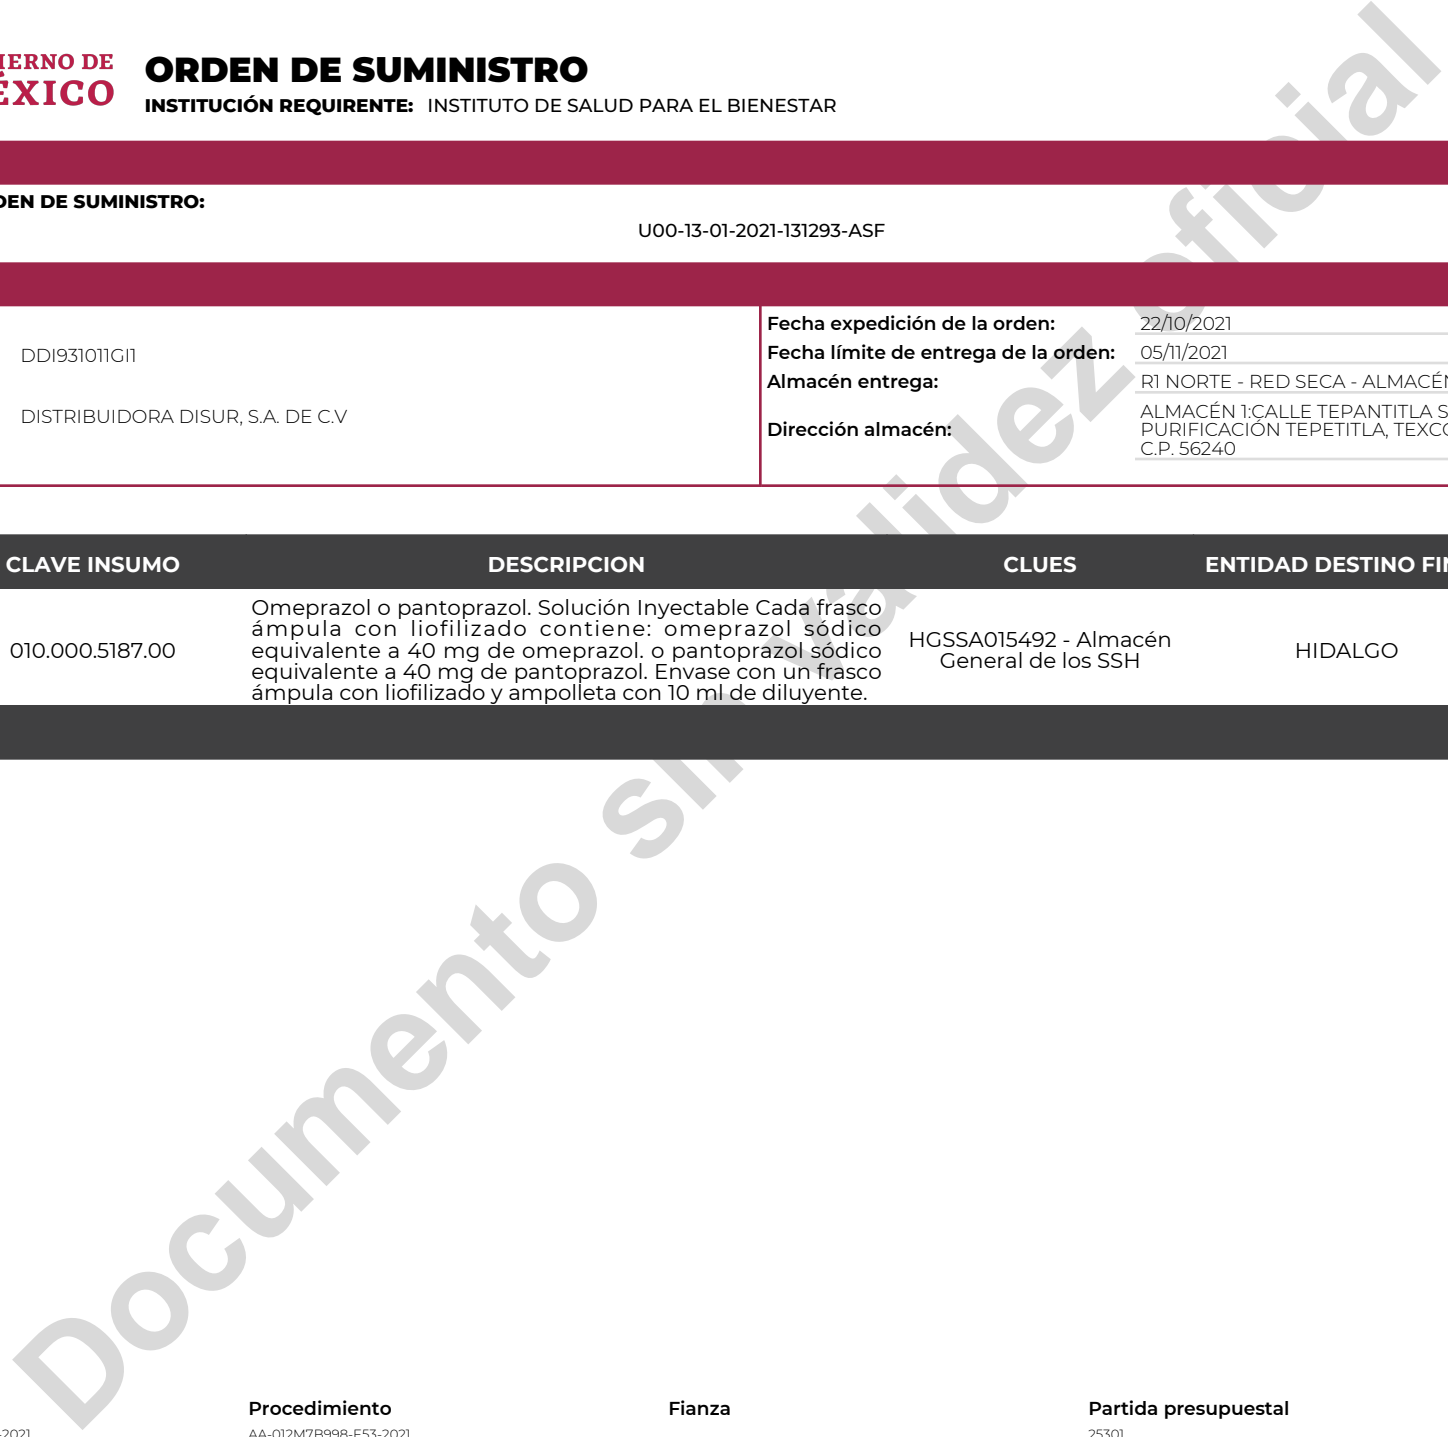 ORDEN DE SUMINISTRO
INSTITUCIÓN REQUIRENTE: INSTITUTO DE SALUD PARA EL BIENESTAR
DE SUMINISTRO:
U00-13-01-2021-131293-ASF
DDI931011GI1
DISTRIBUIDORA DISUR, S.A. DE C.V
Fecha expedición de la orden: 22/10/2021
Fecha límite de entrega de la orden: 05/11/2021
Almacén entrega: R1 NORTE - RED SECA - ALMACÉN
Dirección almacén: ALMACÉN 1:CALLE TEPANTITLA
PURIFICACIÓN TEPETITLA,
C.P. 56240
CLAVE INSUMO DESCRIPCION CLUES ENTIDAD DESTINO
010.000.5187.00
Omeprazol o pantoprazol. Solución Inyectable Cada frasco
ámpula con liofilizado contiene: omeprazol sódico
equivalente a 40 mg de omeprazol. o pantoprazol sódico
equivalente a 40 mg de pantoprazol. Envase con un frasco
ámpula con liofilizado y ampolleta con 10 ml de diluyente.
HGSSA015492 - Almacén
General de los SSH
HIDALGO
Documento sin validez oficial
Procedimiento Fianza Partida presupuestal
AA-012M7B998-E53-2021 25301